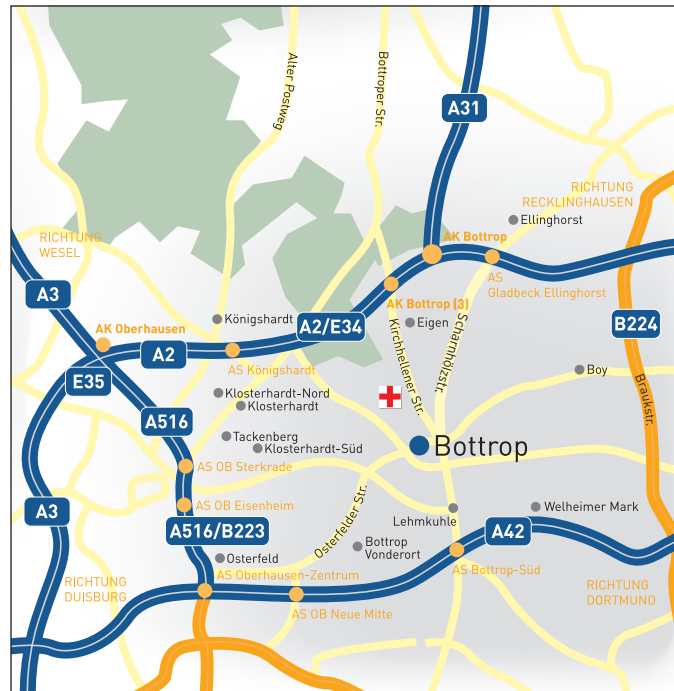 Alter Postweg
Bottroper Str.
A31
RICHTUNG
RECKLINGHAUSEN
Ellinghorst
RICHTUNG
WESEL
AK Bottrop
AS
Gladbeck Ellinghorst
A3
AK Bottrop (3)
Königshardt
A2/E34
Eigen
B224
AK Oberhausen
A2
Kirchhellener Str.
Scharnhölzstr.
AS Königshardt
E35
Boy
Braukstr.
Klosterhardt-Nord
Klosterhardt
A516
Tackenberg
Klosterhardt-Süd
Bottrop
AS OB Sterkrade
AS OB Eisenheim
Osterfelder Str.
A3
Lehmkuhle
Welheimer Mark
A516/B223
A42
Bottrop
Vonderort
Osterfeld
AS Oberhausen-Zentrum
AS Bottrop-Süd
RICHTUNG
DUISBURG
RICHTUNG
DORTMUND
AS OB Neue Mitte